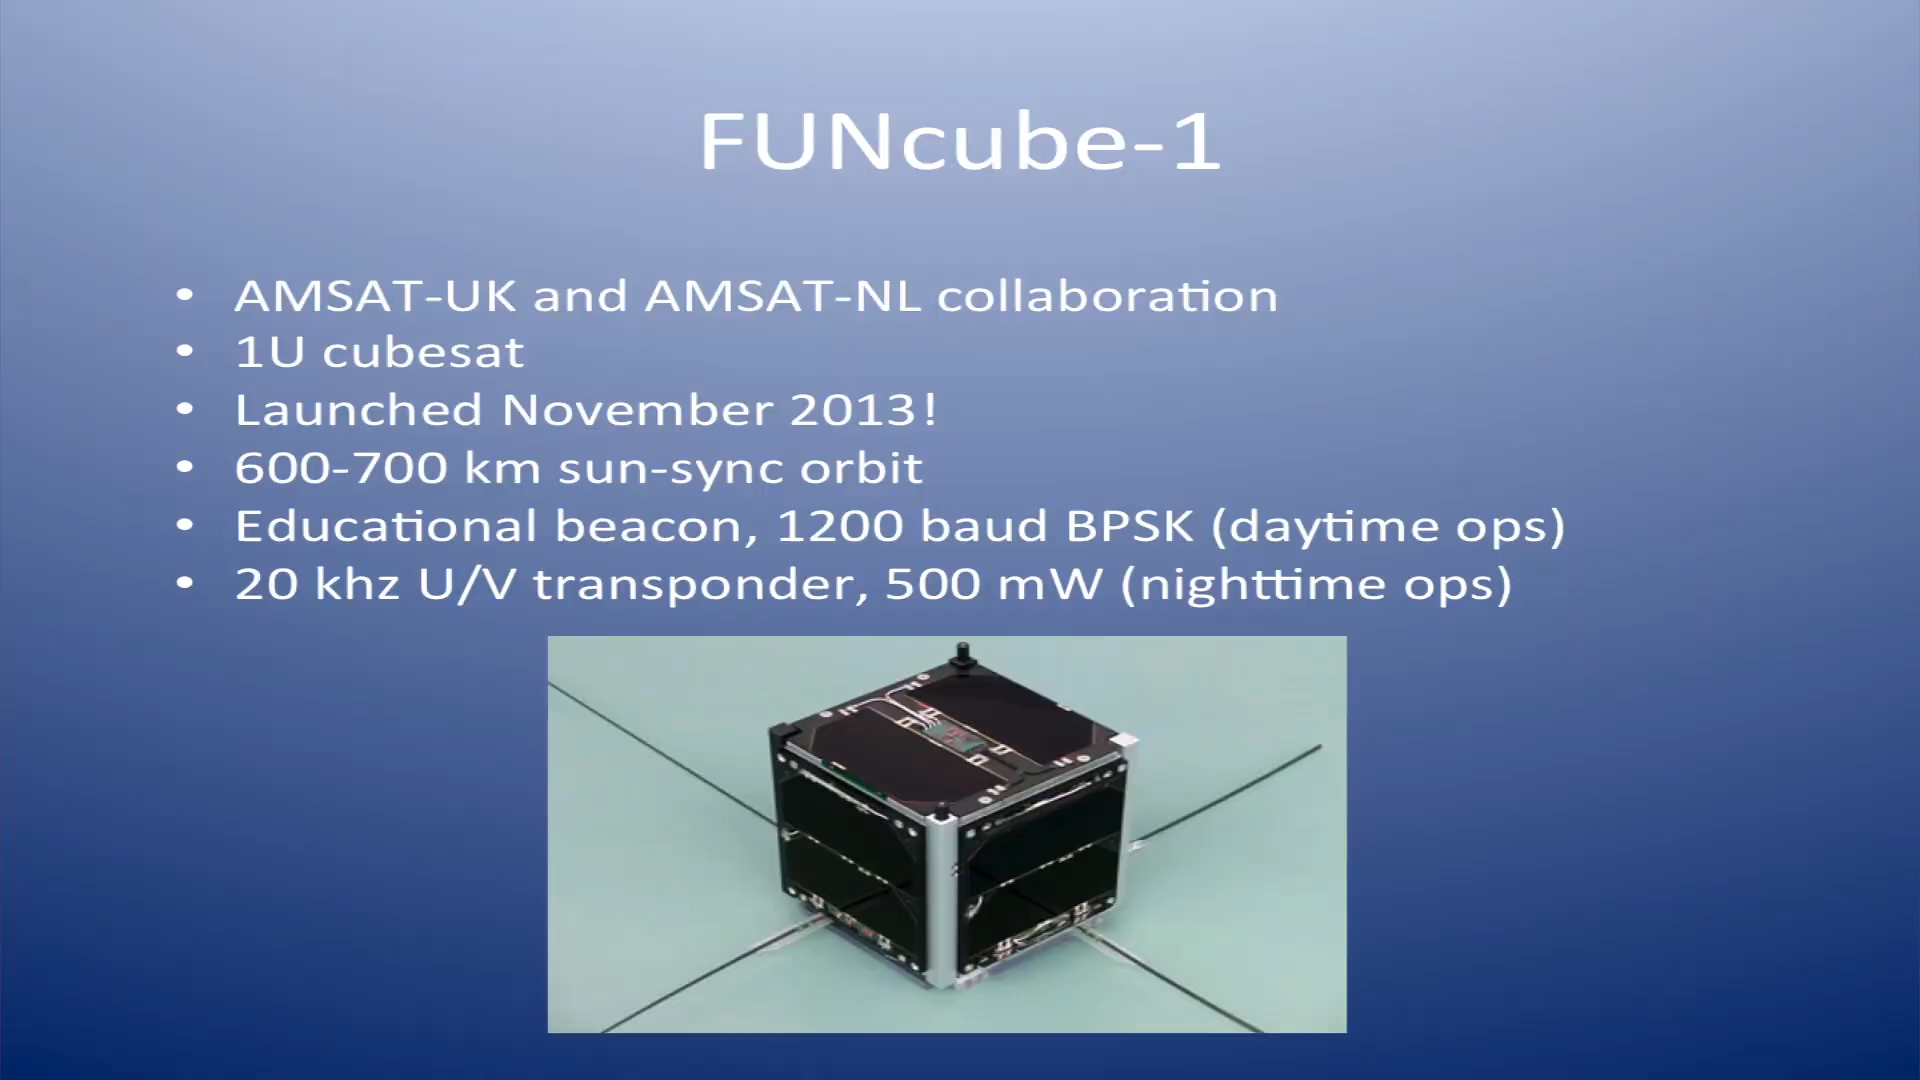 FUNcube-1
• AMSAT-UK and AMSAT-NL collaboration
• 1U cubesat
• Launched November 2013!
• 600-700 km sun-sync orbit
• Educational beacon, 1200 baud BPSK (daytime ops)
• 20 khz U/V transponder, 500 mW (nighttime ops)